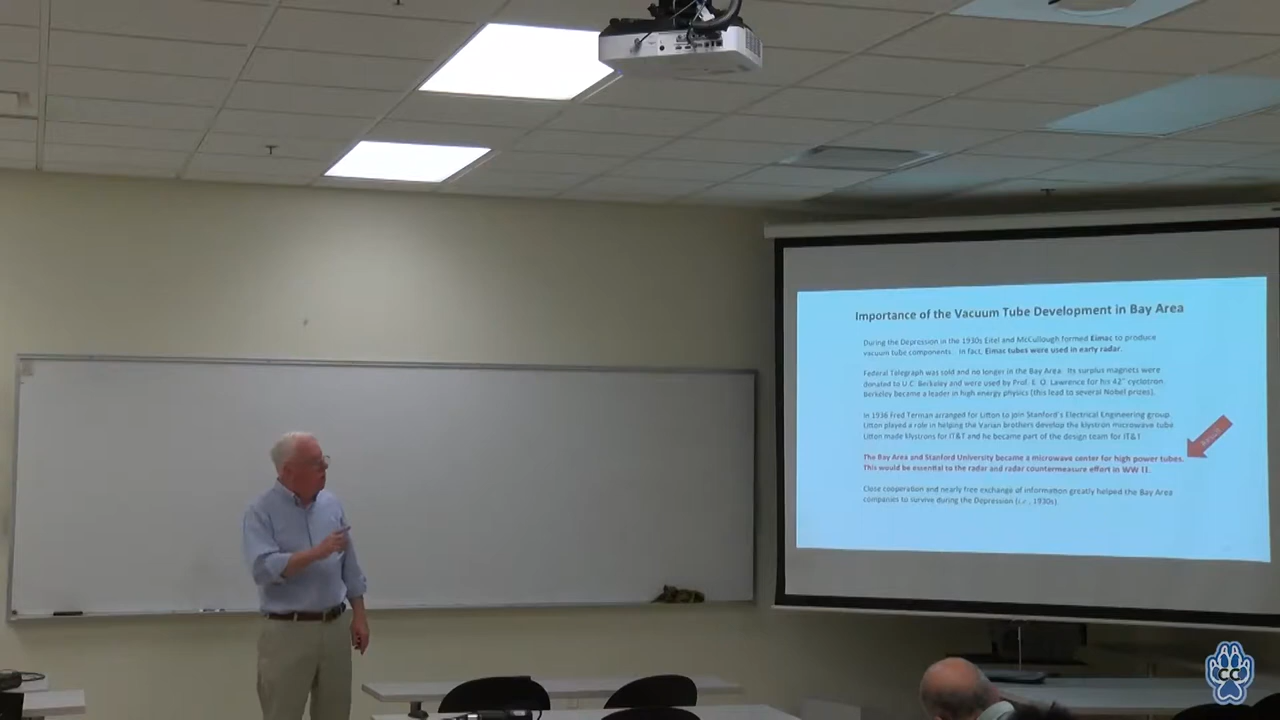 Importance of the Vacuum Tube Development in Bay Area
During the Depression in the 1930s Eitel and McCullough formed Eimac to produce
vacuum tube components. In fact, Eimac tubes were used in early radar.
Federal Telegraph was sold and no longer in the Bay Area. Its surplus magnets were
donated to U.C. Berkeley and were used by Prof. E. O. Lawrence for his 42" cyclotron.
Berkeley became a leader in high energy physics (this lead to several Nobel prizes).
In 1936 Fred Terman arranged for Litton to join Stanford's Electrical Engineering group
Litton played a role in helping the Varian brothers develop the klystron microwave tube
Litton made klystrons for IT&T and he became part of the design team for IT&T
The Bay Area and Stanford University became a microwave center for high power tubes.
This would be essential to the radar and radar countermeasure effort in WW II.
Close cooperation and nearly free exchange of information greatly helped the Bay Area
companies to survive during the Depression (i.e., 1930s).
CC